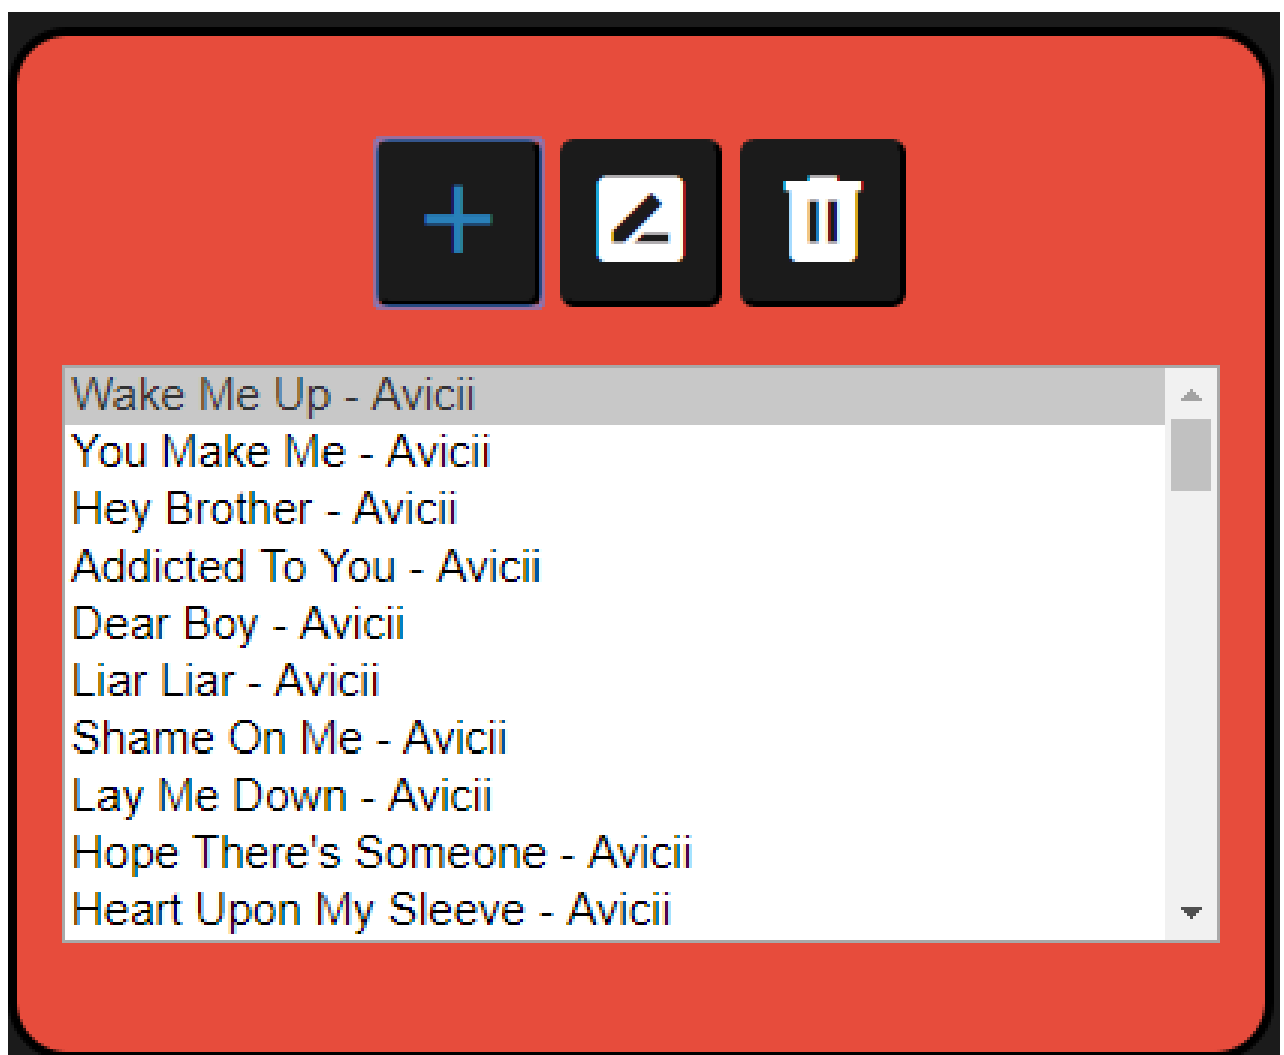 Wake Me Up - Avicii
You Make Me - Avicii
Hey Brother - Avicii
Addicted To You - Avicii
Dear Boy - Avicii
Liar Liar - Avicii
Shame On Me - Avicii
Lay Me Down - Avicii
Hope There's Someone - Avicii
Heart Upon My Sleeve - Avicii